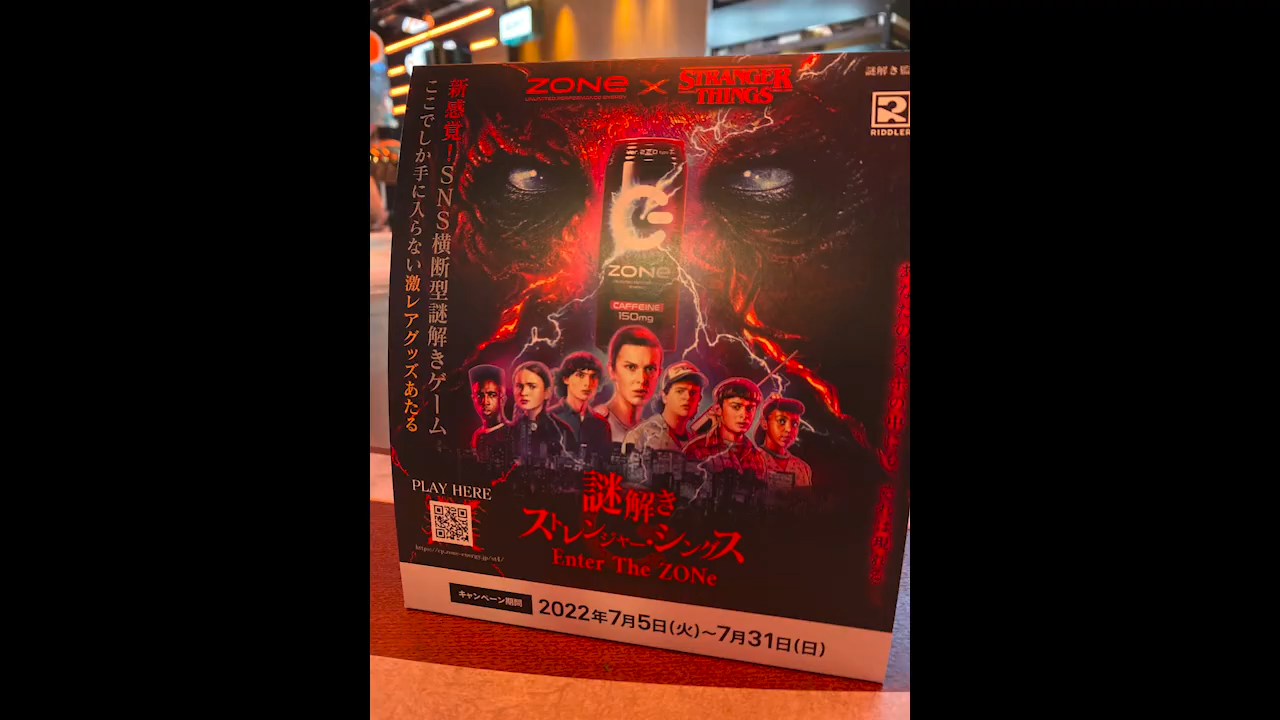 ZONe × STRANGER THINGS
謎解き監
RIDDLER
新感覚!SNS横断型謎解きゲーム
ここでしか手に入らない激レアグッズあたる
ZONe
CAFFEINE
150mg
PLAY HERE
謎解き
ストレンジャー・シングス
Enter The ZONe
キャンペーン期間
2022年7月5日(火)~7月31日(日)